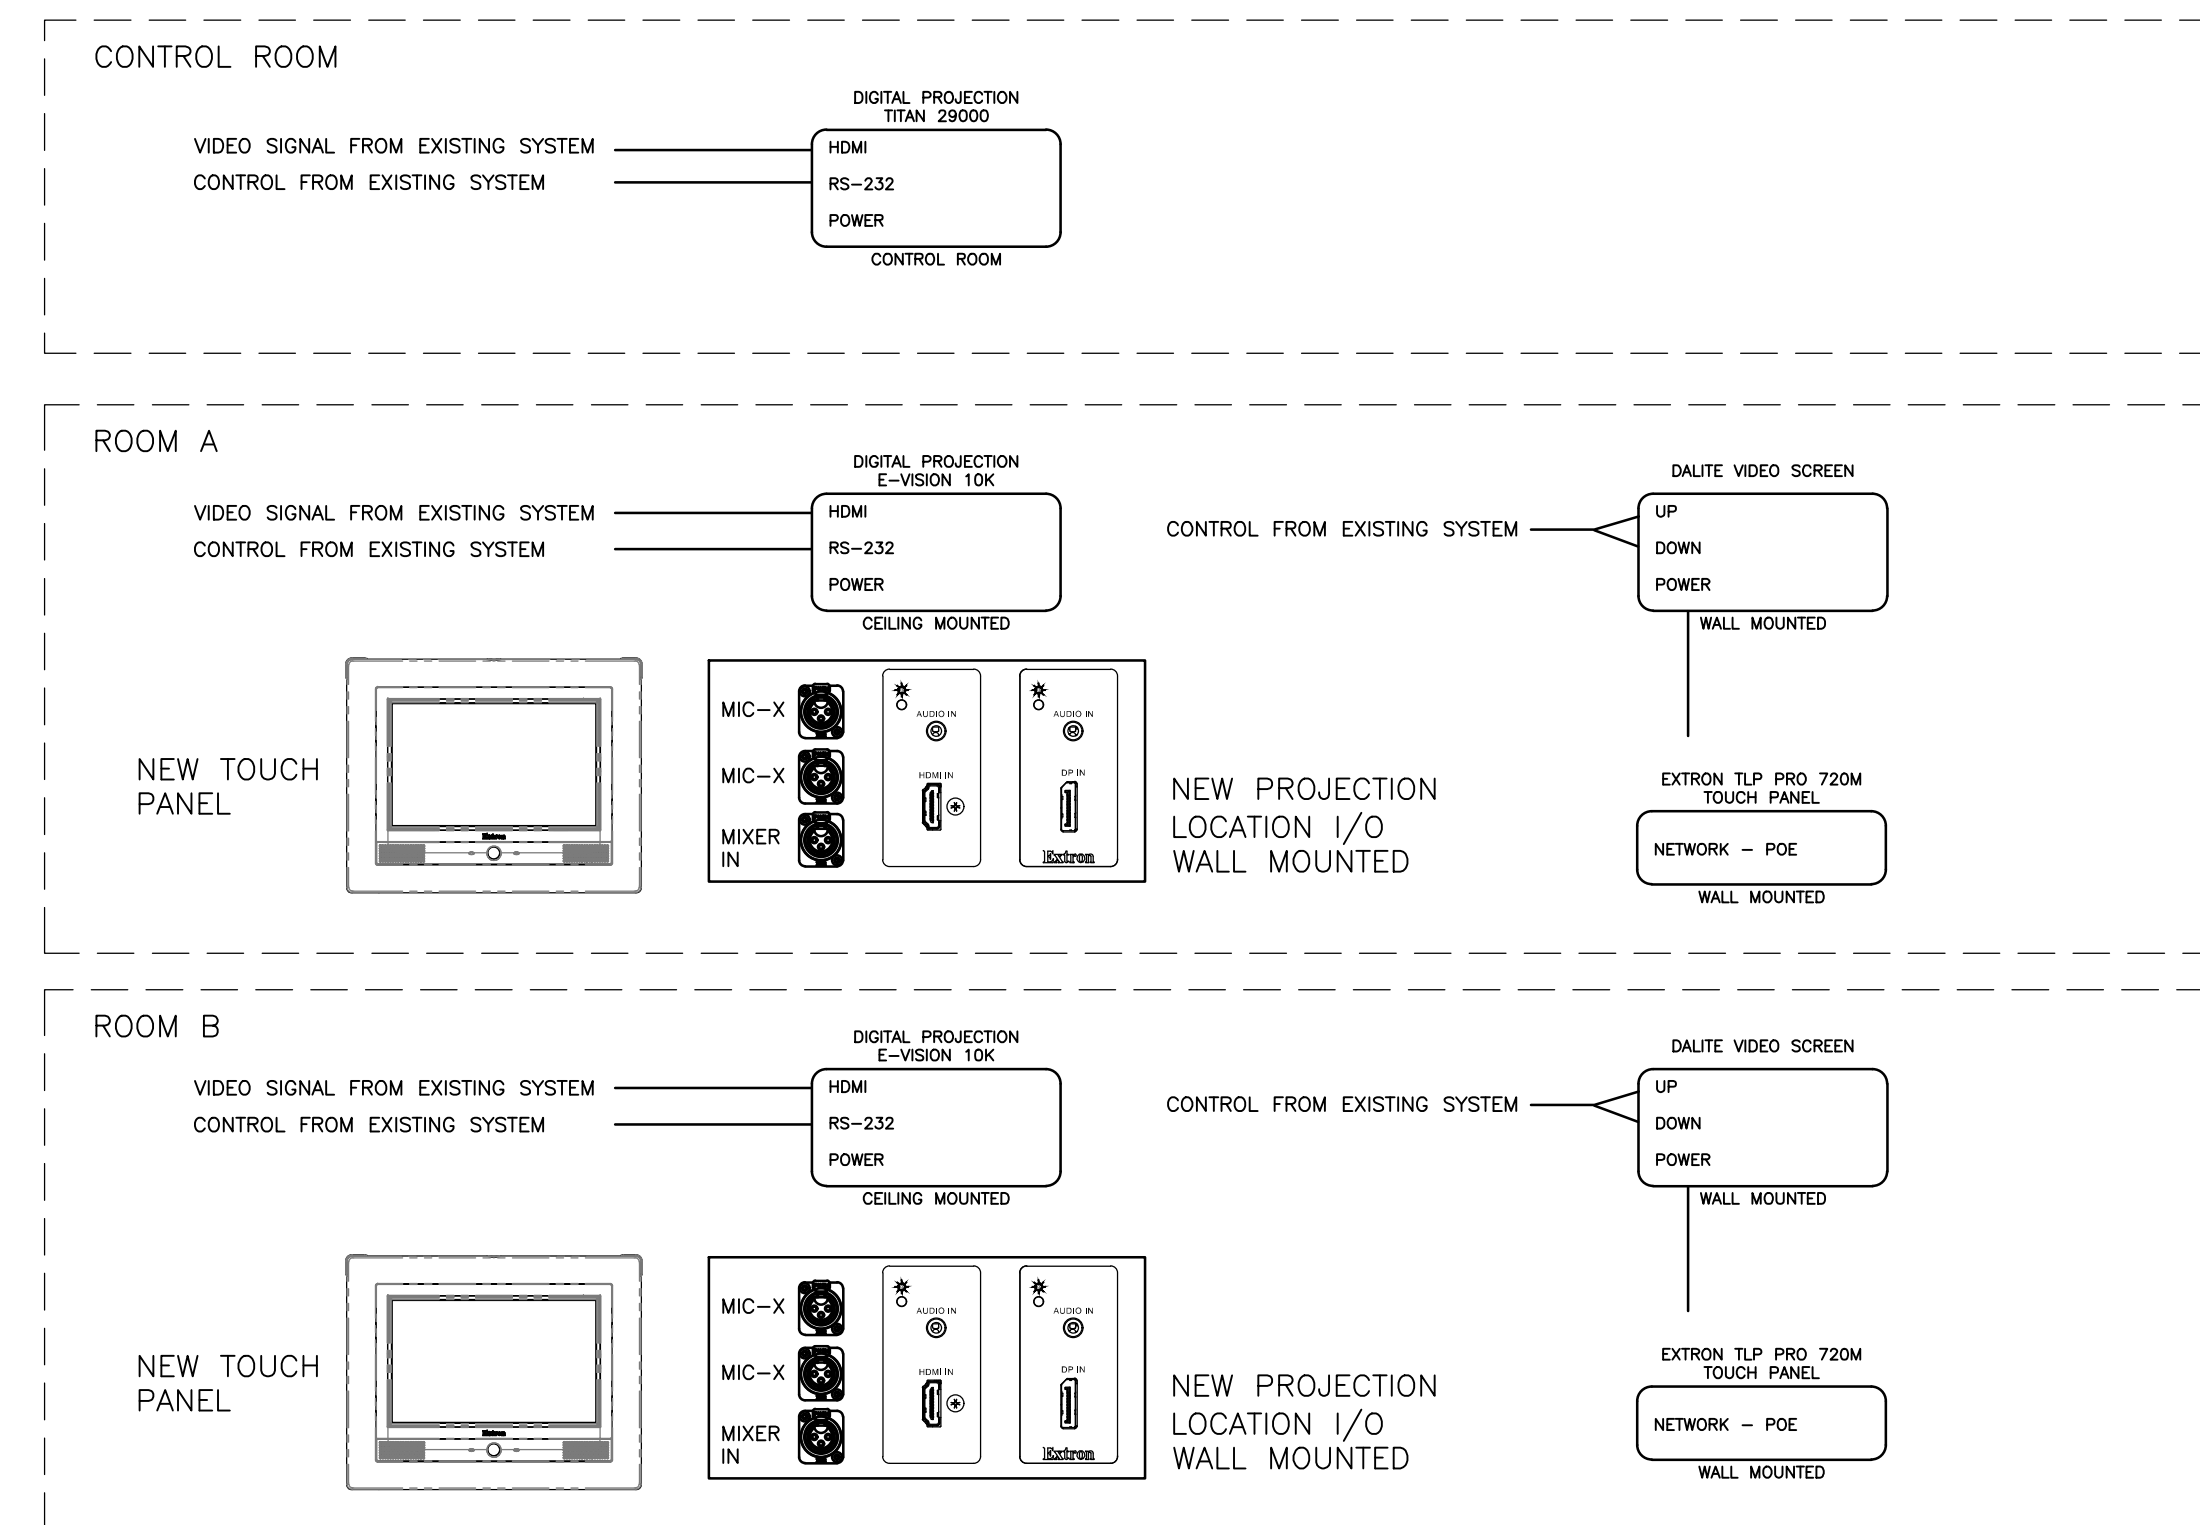 CONTROL ROOM
DIGITAL PROJECTION
TITAN 29000
VIDEO SIGNAL FROM EXISTING SYSTEM
HDMI
CONTROL FROM EXISTING SYSTEM
RS-232
POWER
CONTROL ROOM
ROOM A
DIGITAL PROJECTION
E-VISION 10K
VIDEO SIGNAL FROM EXISTING SYSTEM
HDMI
CONTROL FROM EXISTING SYSTEM
RS-232
POWER
CEILING MOUNTED
DALITE VIDEO SCREEN
CONTROL FROM EXISTING SYSTEM
UP
DOWN
POWER
WALL MOUNTED
NEW TOUCH
PANEL
Extron
MIC-X
MIC-X
MIXER
IN
AUDIO IN
HDMI IN
AUDIO IN
DP IN
Extron
NEW PROJECTION
LOCATION I/O
WALL MOUNTED
EXTRON TLP PRO 720M
TOUCH PANEL
NETWORK - POE
WALL MOUNTED
ROOM B
DIGITAL PROJECTION
E-VISION 10K
VIDEO SIGNAL FROM EXISTING SYSTEM
HDMI
CONTROL FROM EXISTING SYSTEM
RS-232
POWER
CEILING MOUNTED
DALITE VIDEO SCREEN
CONTROL FROM EXISTING SYSTEM
UP
DOWN
POWER
WALL MOUNTED
NEW TOUCH
PANEL
Extron
MIC-X
MIC-X
MIXER
IN
AUDIO IN
HDMI IN
AUDIO IN
DP IN
Extron
NEW PROJECTION
LOCATION I/O
WALL MOUNTED
EXTRON TLP PRO 720M
TOUCH PANEL
NETWORK - POE
WALL MOUNTED